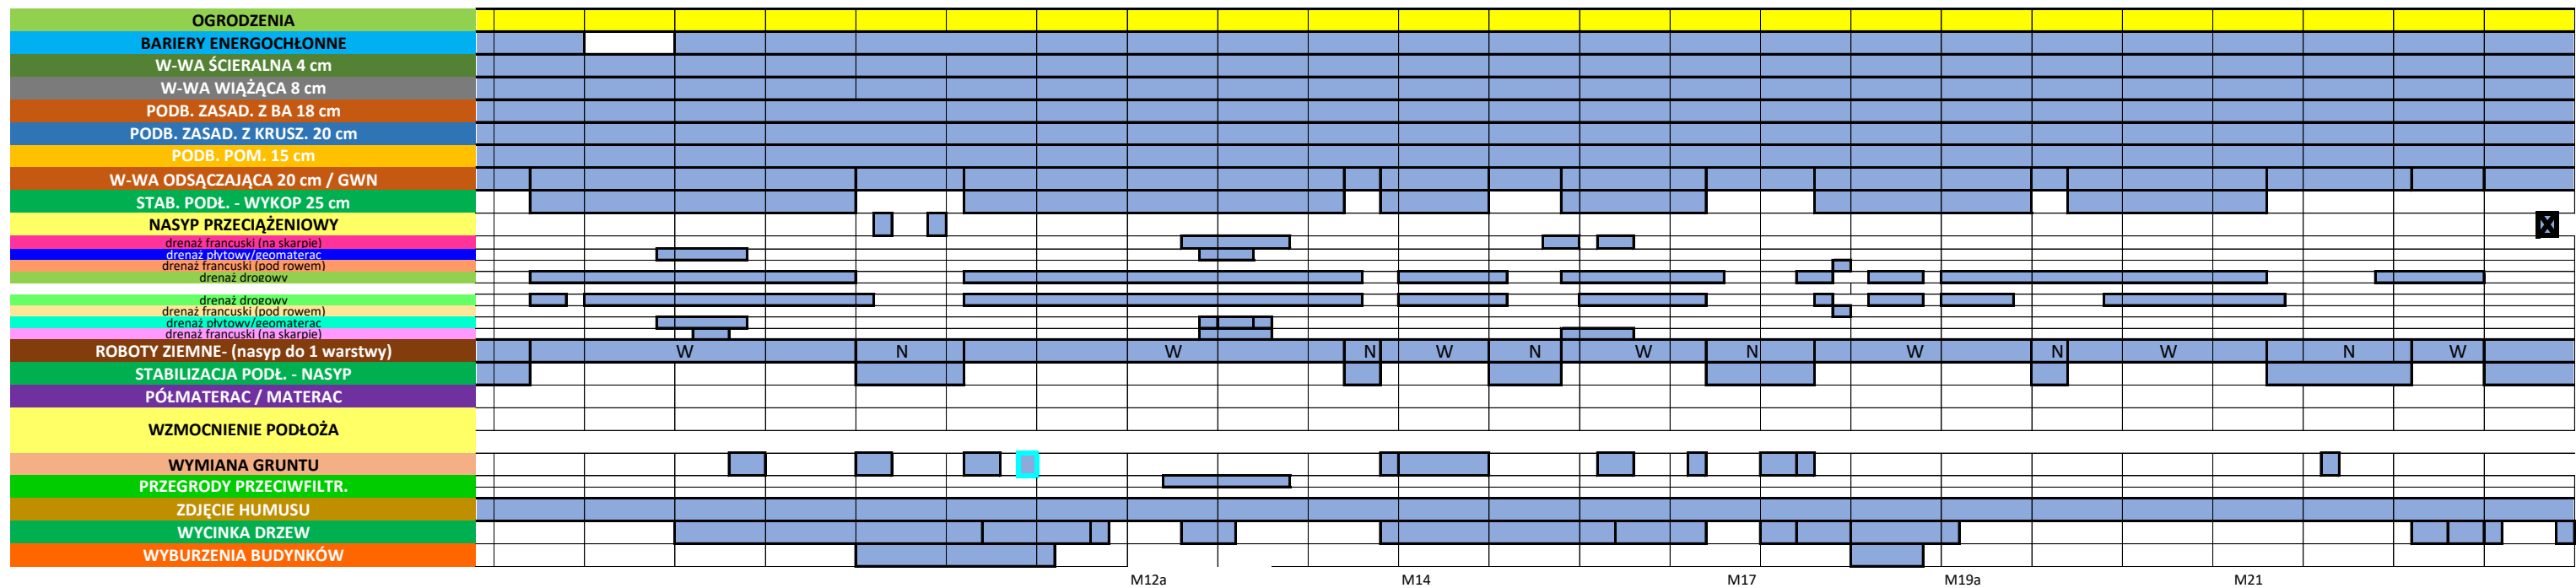 OGRODZENIA
BARIERY ENERGOCHŁONNE
W-WA ŚCIERALNA 4 cm
W-WA WIĄŻĄCA 8 cm
PODB. ZASAD. Z BA 18 cm
PODB. ZASAD. Z KRUSZ. 20 cm
PODB. POM. 15 cm
W-WA ODSĄCZAJĄCA 20 cm / GWN
STAB. PODŁ. - WYKOP 25 cm
NASYP PRZECIĄŻENIOWY X
drenaż francuski (na skarpie)
drenaż płytowy/geomaterac
drenaż francuski (pod rowem)
drenaż drogowy
drenaż drogowy
drenaż francuski (pod rowem)
drenaż płytowy/geomaterac
drenaż francuski (na skarpie)
ROBOTY ZIEMNE- (nasyp do 1 warstwy) W N W N W N W N W N W N W
STABILIZACJA PODŁ. - NASYP
PÓŁMATERAC / MATERAC
WZMOCNIENIE PODŁOŻA
WYMIANA GRUNTU
PRZEGRODY PRZECIWFILTR.
ZDJĘCIE HUMUSU
WYCINKA DRZEW
WYBURZENIA BUDYNKÓW
M12a M14 M17 M19a M21